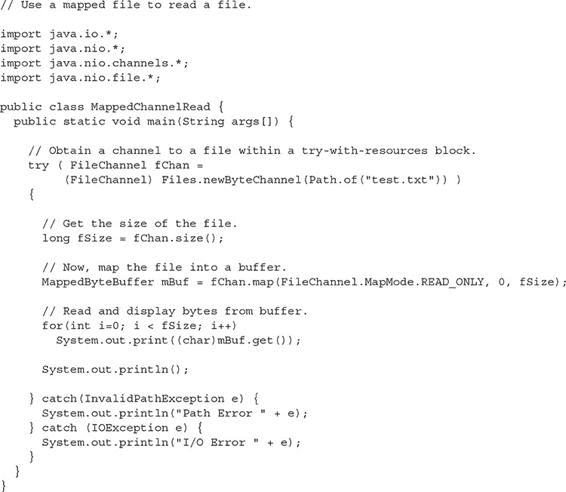 // Use a mapped file to read a file.
import java.io.*;
import java.nio.*;
import java.nio.channels.*;
import java.nio.file.*;
public class MappedChannelRead {
  public static void main(String args[]) {
    // Obtain a channel to a file within a try-with-resources block.
    try ( FileChannel fChan =
         (FileChannel) Files.newByteChannel(Path.of("test.txt")) )
    {
      // Get the size of the file.
      long fSize = fChan.size();
      // Now, map the file into a buffer.
      MappedByteBuffer mBuf = fChan.map(FileChannel.MapMode.READ_ONLY, 0, fSize);
      // Read and display bytes from buffer.
      for(int i=0; i < fSize; i++)
        System.out.print((char)mBuf.get());
      System.out.println();
    } catch(InvalidPathException e) {
      System.out.println("Path Error " + e);
    } catch (IOException e) {
      System.out.println("I/O Error " + e);
    }
  }
}